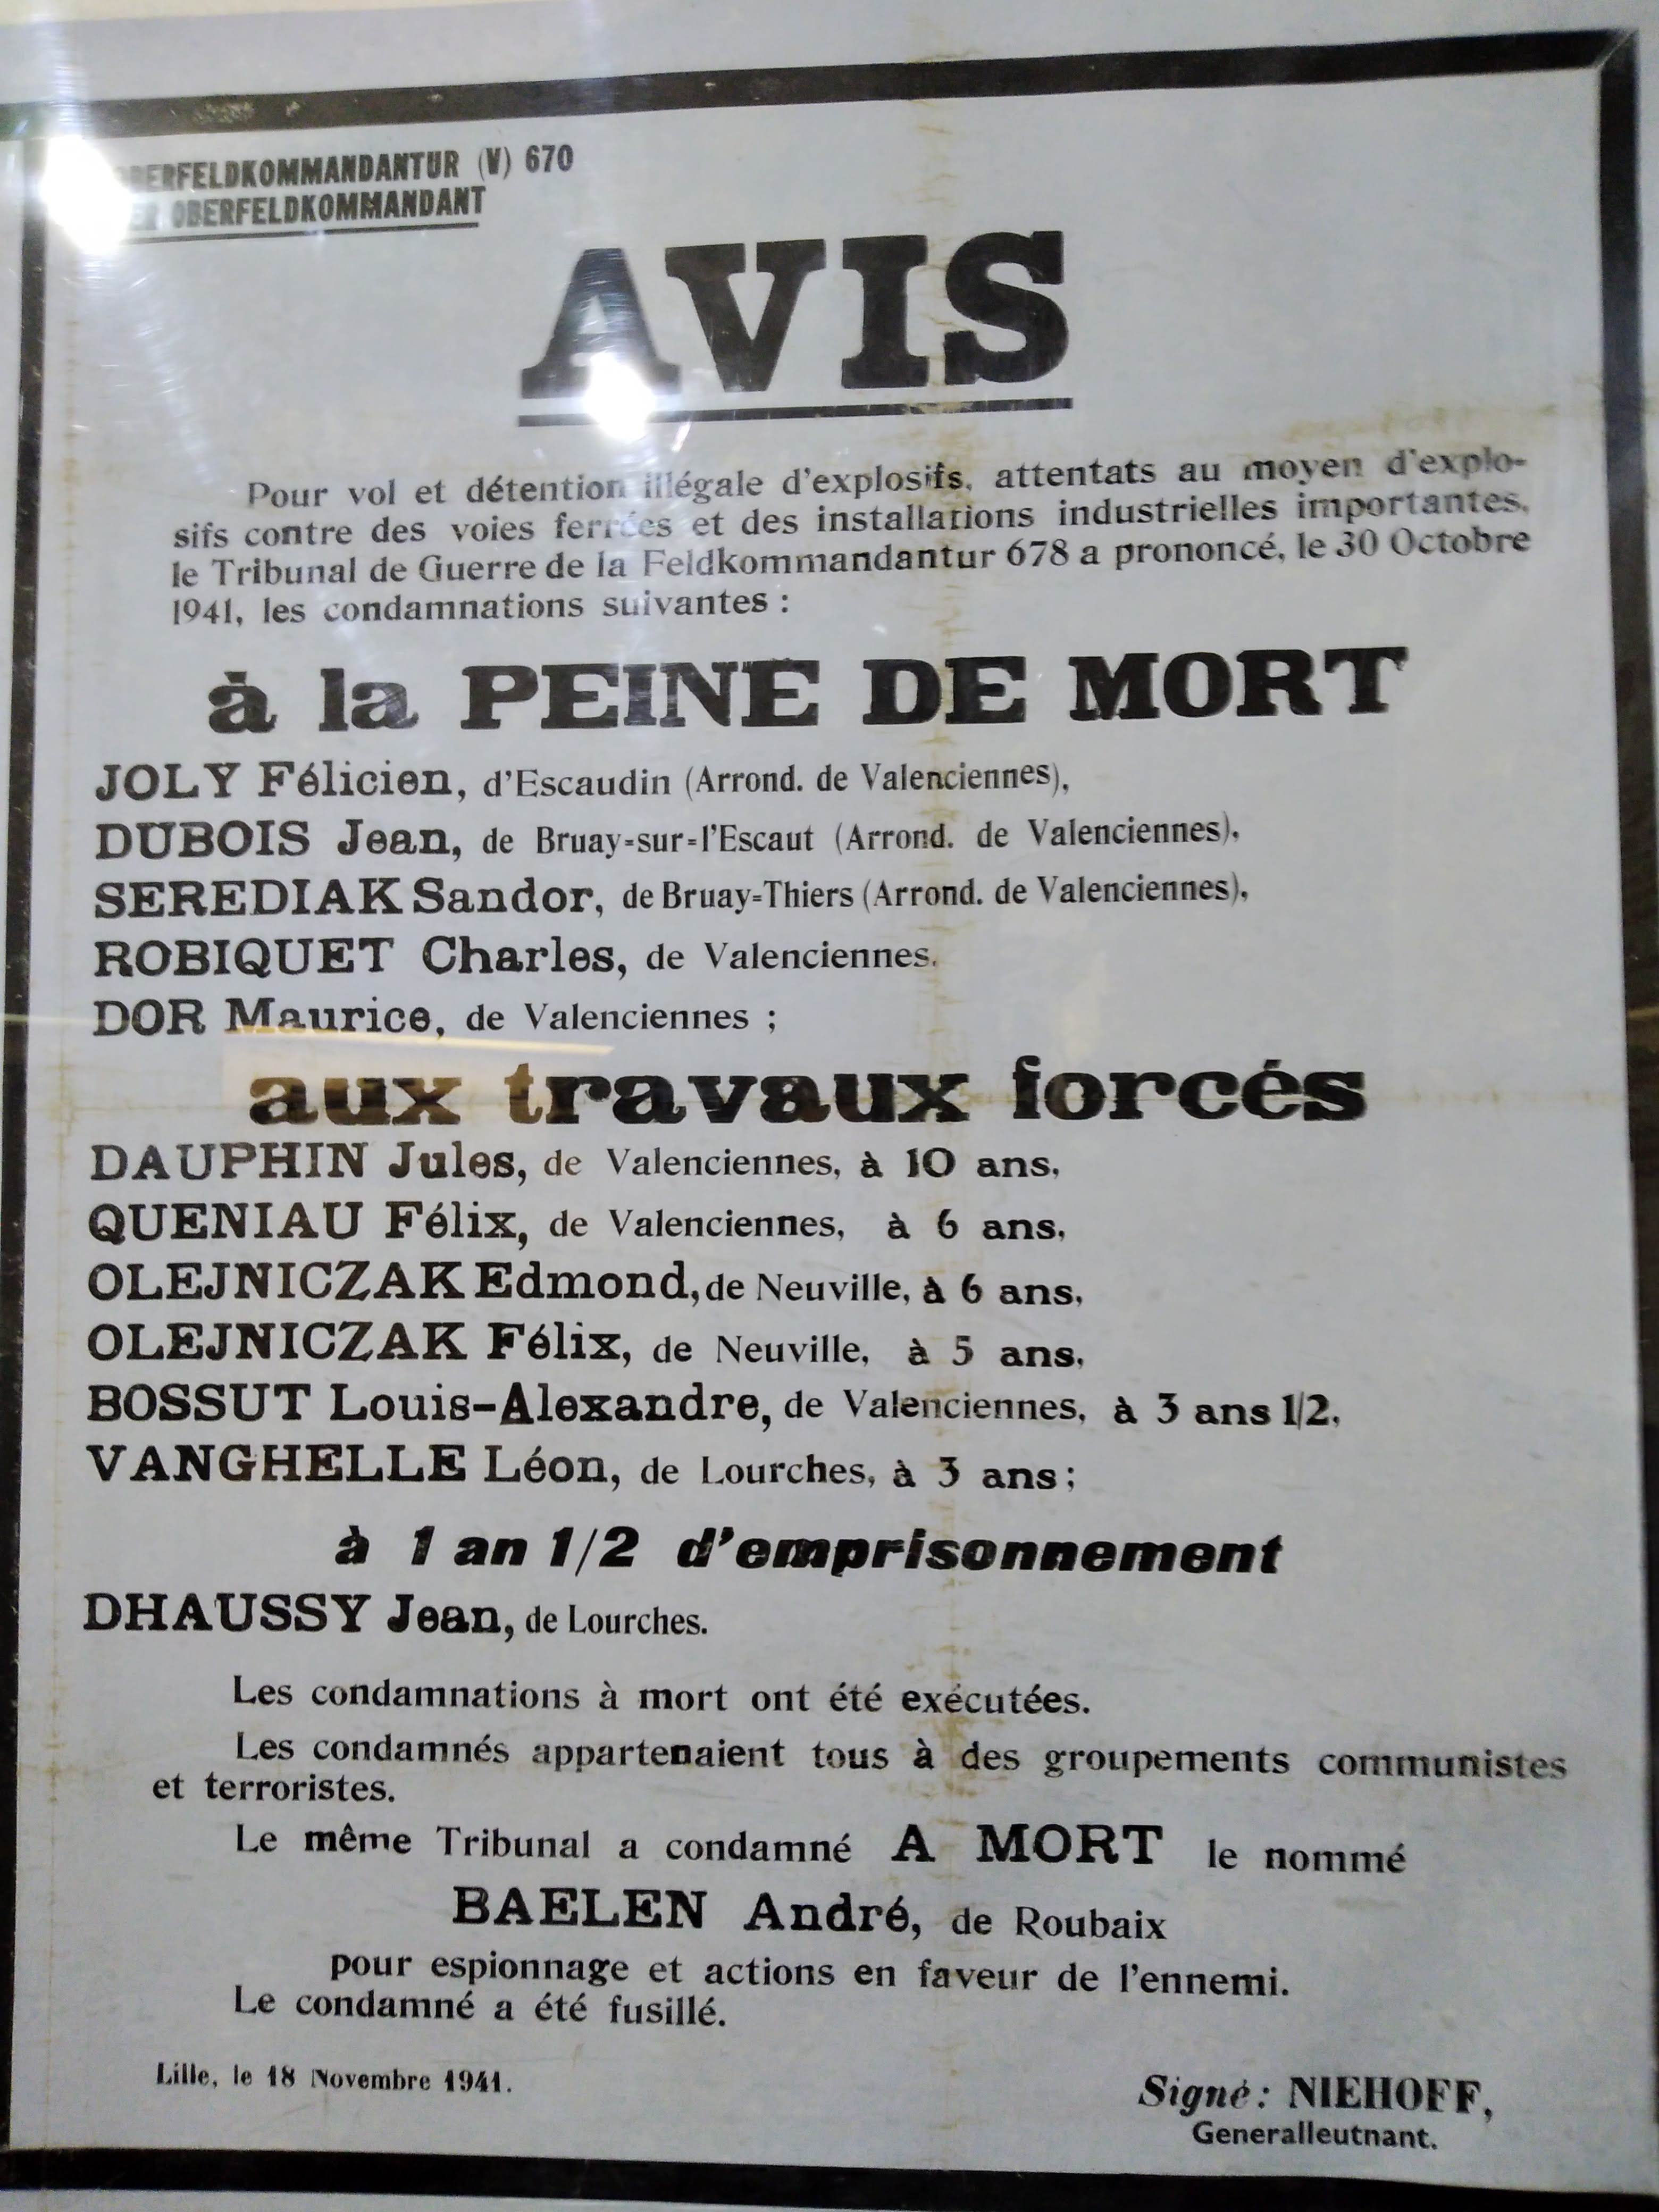 OBERFELDKOMMANDANTUR (V) 670
DER OBERFELDKOMMANDANT
AVIS
Pour vol et détention illégale d'explosifs, attentats au moyen d'explo-
sifs contre des voies ferrées et des installations industrielles importantes,
le Tribunal de Guerre de la Feldkommandantur 678 a prononcé, le 30 Octobre
1941, les condamnations suivantes :
à la PEINE DE MORT
JOLY Félicien, d'Escaudin (Arrond. de Valenciennes),
DUBOIS Jean, de Bruay-sur-l'Escaut (Arrond. de Valenciennes),
SEREDIAK Sandor, de Bruay-Thiers (Arrond. de Valenciennes),
ROBIQUET Charles, de Valenciennes,
DOR Maurice, de Valenciennes ;
aux travaux forcés
DAUPHIN Jules, de Valenciennes, à 10 ans,
QUENIAU Félix, de Valenciennes, à 6 ans,
OLEJNICZAK Edmond, de Neuville, à 6 ans,
OLEJNICZAK Félix, de Neuville, à 5 ans,
BOSSUT Louis-Alexandre, de Valenciennes, à 3 ans 1/2,
VANGHELLE Léon, de Lourches, à 3 ans ;
à 1 an 1/2 d'emprisonnement
DHAUSSY Jean, de Lourches.
Les condamnations à mort ont été exécutées.
Les condamnés appartenaient tous à des groupements communistes
et terroristes.
Le même Tribunal a condamné A MORT le nommé
BAELEN André, de Roubaix
pour espionnage et actions en faveur de l'ennemi.
Le condamné a été fusillé.
Lille, le 18 Novembre 1941.
Signé : NIEHOFF,
Generalleutnant.